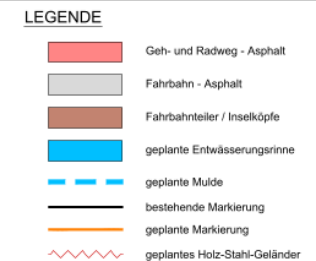 LEGENDE
Geh- und Radweg - Asphalt
Fahrbahn - Asphalt
Fahrbahnteiler / Inselköpfe
geplante Entwässerungsrinne
geplante Mulde
bestehende Markierung
geplante Markierung
geplantes Holz-Stahl-Geländer